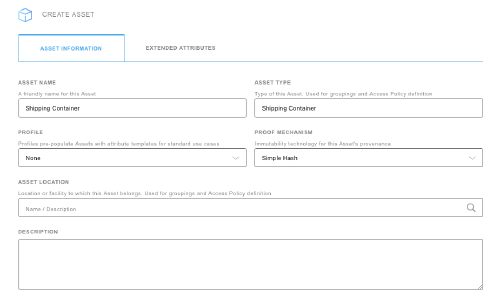 CREATE ASSET
ASSET INFORMATION
EXTENDED ATTRIBUTES
ASSET NAME
A friendly name for this Asset
Shipping Container
ASSET TYPE
Type of this Asset. Used for groupings and Access Policy definition
Shipping Container
PROFILE
Profiles pre-populate Assets with attribute templates for standard use cases
None
PROOF MECHANISM
Immutability technology for this Asset's provenance
Simple Hash
ASSET LOCATION
Location or facility to which this Asset belongs. Used for groupings and Access Policy definition
Name / Description
DESCRIPTION